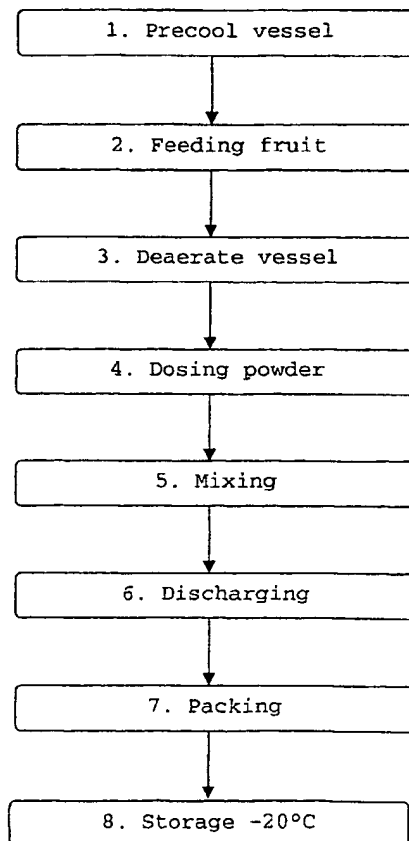 1. Precool vessel
2. Feeding fruit
3. Deaerate vessel
4. Dosing powder
5. Mixing
6. Discharging
7. Packing
8. Storage -20°C